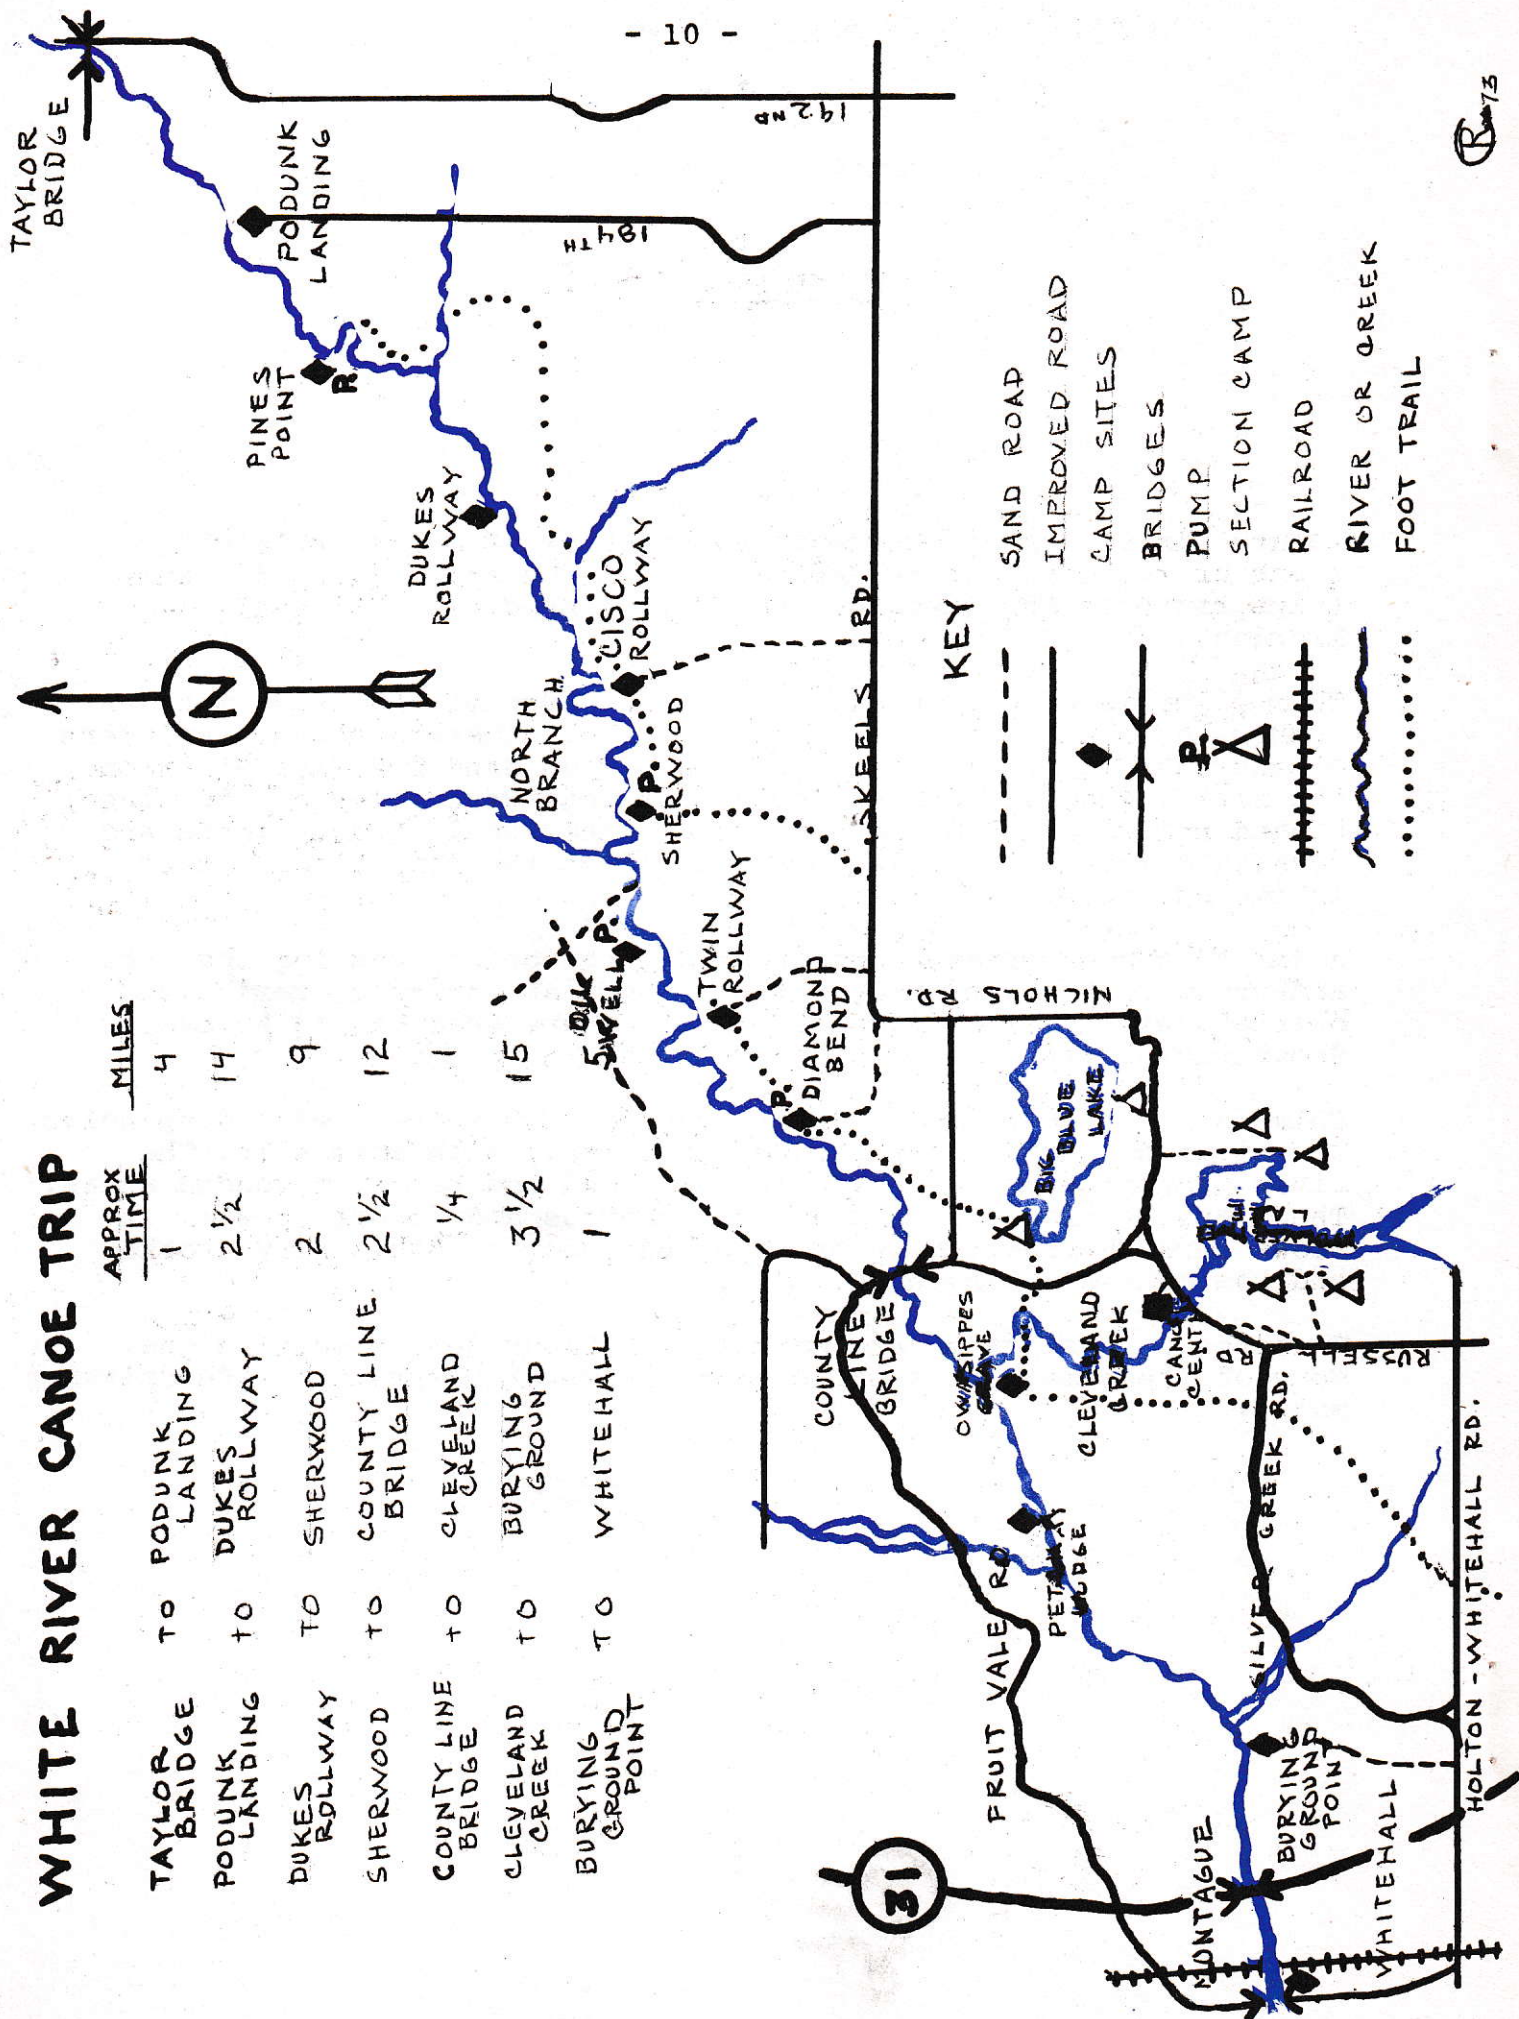 - 10 -
WHITE RIVER CANOE TRIP
APPROX
TIME
MILES
TAYLOR
BRIDGE
TO
PODUNK
LANDING
1
4
PODUNK
LANDING
TO
DUKES
ROLLWAY
2 1/2
14
DUKES
ROLLWAY
TO
SHERWOOD
2
9
SHERWOOD
TO
COUNTY LINE
BRIDGE
2 1/2
12
COUNTY LINE
BRIDGE
TO
CLEVELAND
CREEK
1/4
1
CLEVELAND
CREEK
TO
BURYING
GROUND
3 1/2
15
BURYING
GROUND
POINT
TO
WHITEHALL
1
5
N
TAYLOR
BRIDGE
PODUNK
LANDING
192ND
184TH
PINES
POINT
DUKES
ROLLWAY
CISCO
ROLLWAY
NORTH
BRANCH
P.
SHERWOOD
SKEELS RD.
P.
TWIN
ROLLWAY
P.
DIAMOND
BEND
NICHOLS RD.
BIG
BLUE
LAKE
COUNTY
LINE
BRIDGE
CLEVELAND
CREEK
RUSSELL
RD
FRUIT VALE RD
SILVER CREEK RD.
HOLTON-WHITEHALL RD.
31
MONTAGUE
WHITEHALL
BURYING
GROUND
POINT
KEY
SAND ROAD
IMPROVED ROAD
CAMP SITES
BRIDGES
P.
PUMP
SECTION CAMP
RAILROAD
RIVER OR CREEK
FOOT TRAIL